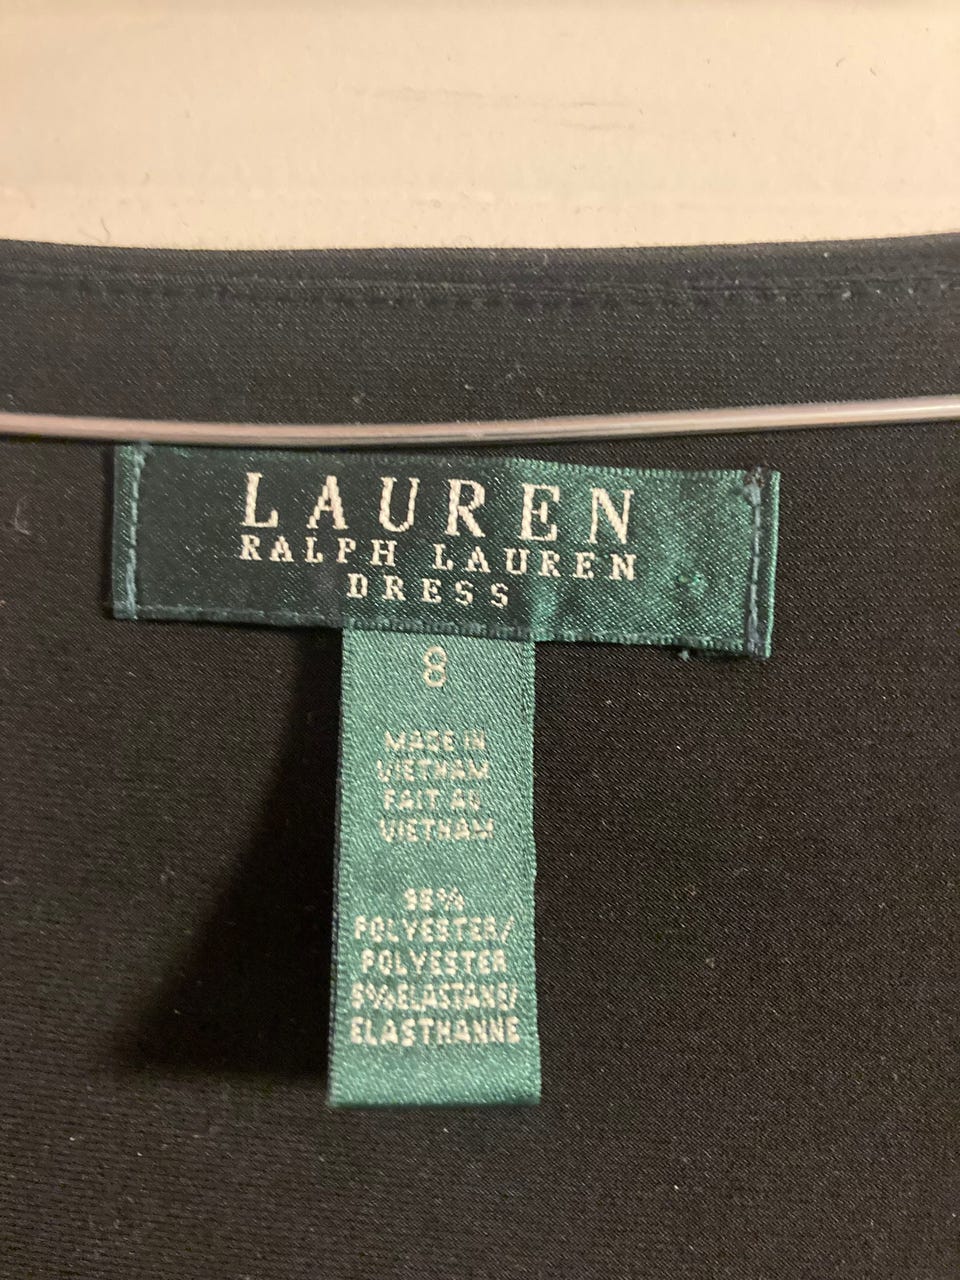 LAUREN
RALPH LAUREN
DRESS
8
MADE IN
VIETNAM
FAIT AU
VIETNAM
95%
POLYESTER/
POLYESTER
5% ELASTANE/
ELASTHANNE